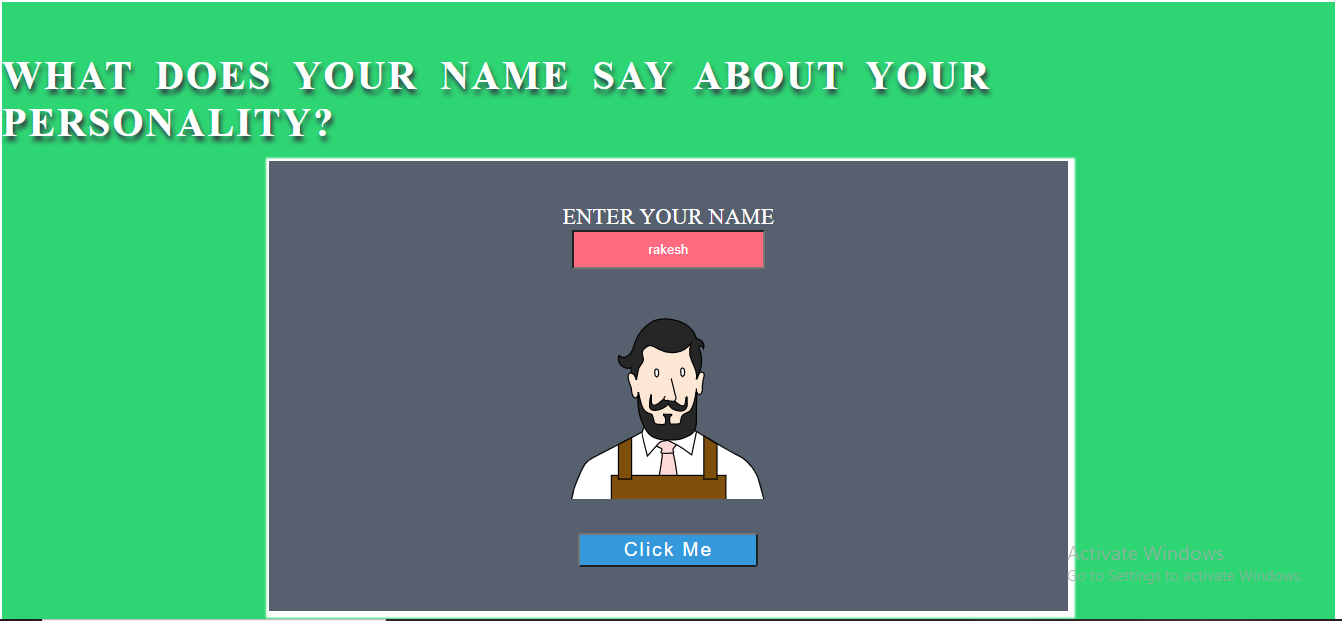 WHAT DOES YOUR NAME SAY ABOUT YOUR
PERSONALITY?
ENTER YOUR NAME
rakesh
Click Me
Activate Windows
Go to Settings to activate Windows.